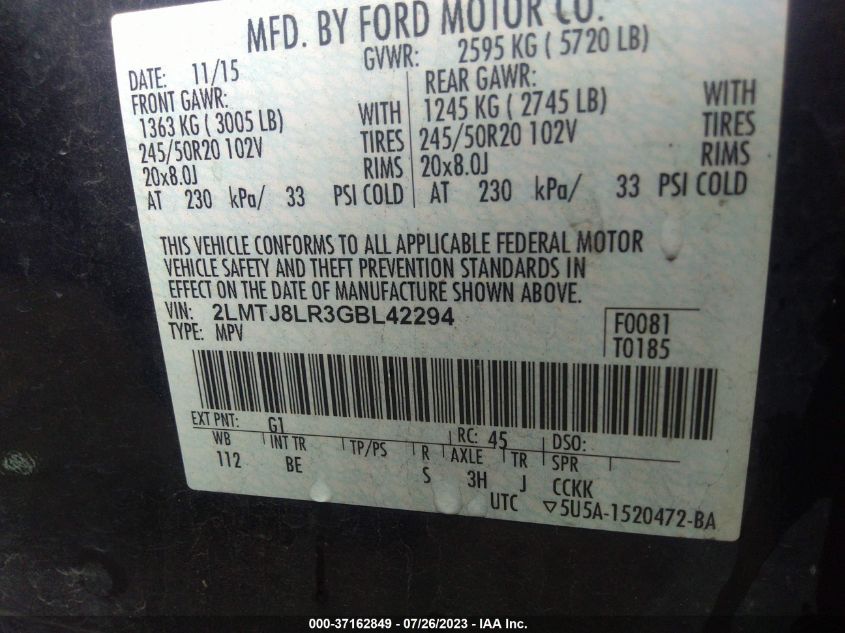 MFD. BY FORD MOTOR CO.
DATE: 11/15 GVWR: 2595 KG ( 5720 LB)
FRONT GAWR: REAR GAWR:
1363 KG ( 3005 LB) WITH 1245 KG ( 2745 LB) WITH
245/50R20 102V TIRES 245/50R20 102V TIRES
20x8.0J RIMS 20x8.0J RIMS
AT 230 kPa/ 33 PSI COLD AT 230 kPa/ 33 PSI COLD
THIS VEHICLE CONFORMS TO ALL APPLICABLE FEDERAL MOTOR
VEHICLE SAFETY AND THEFT PREVENTION STANDARDS IN
EFFECT ON THE DATE OF MANUFACTURE SHOWN ABOVE.
VIN: 2LMTJ8LR3GBL42294 F0081
TYPE: MPV T0185
EXT PNT: G1 RC: 45 DSO:
WB INT TR TP/PS R AXLE TR SPR
112 BE S 3H J CCKK
UTC ▽5U5A-1520472-BA
000-37162849 - 07/26/2023 - IAA Inc.